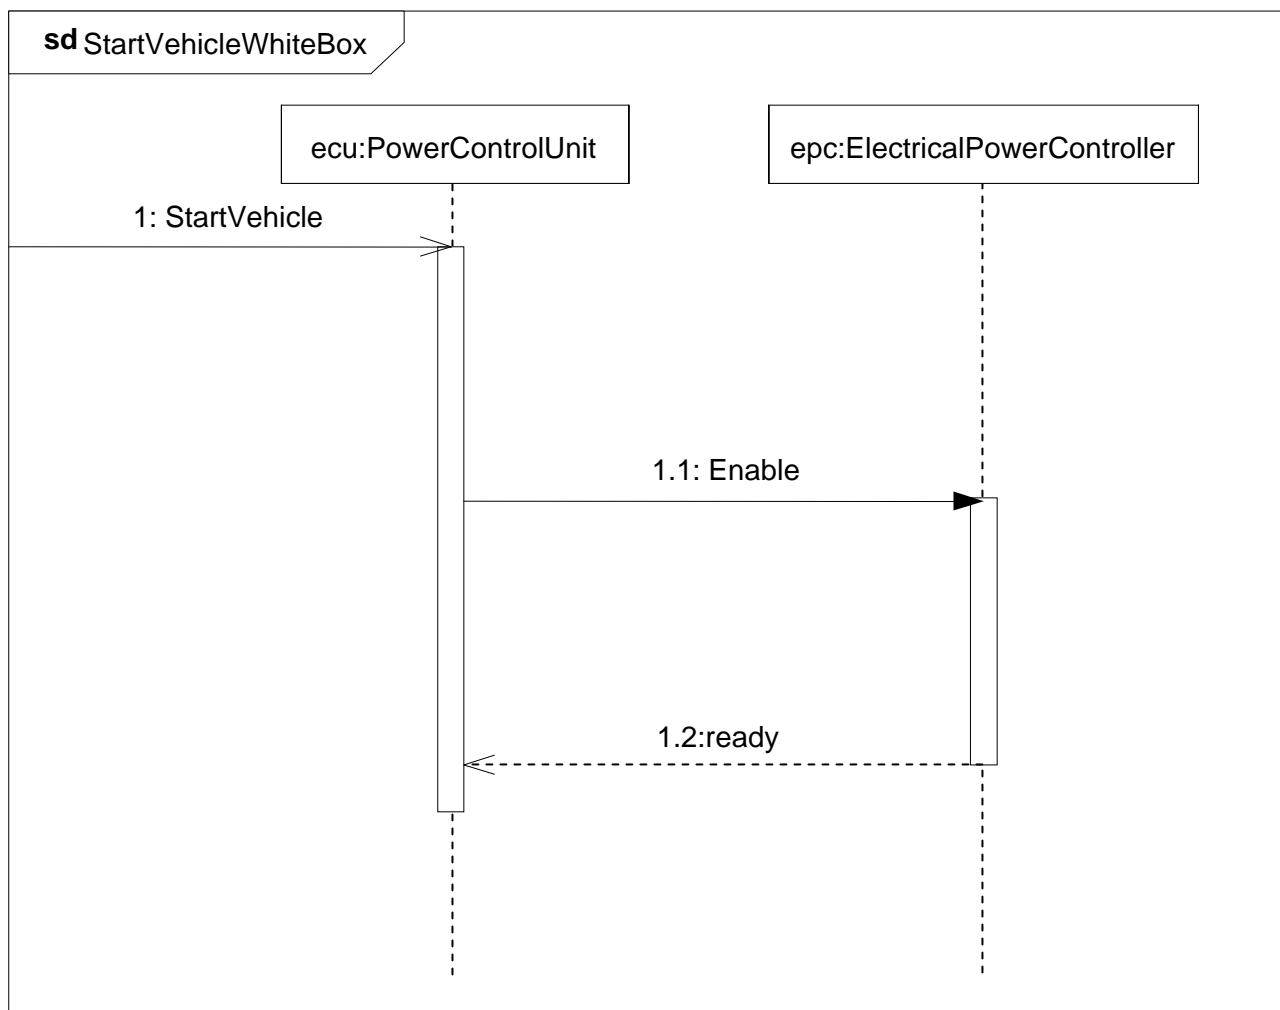 sd StartVehicleWhiteBox
ecu:PowerControlUnit
epc:ElectricalPowerController
1: StartVehicle
1.1: Enable
1.2:ready